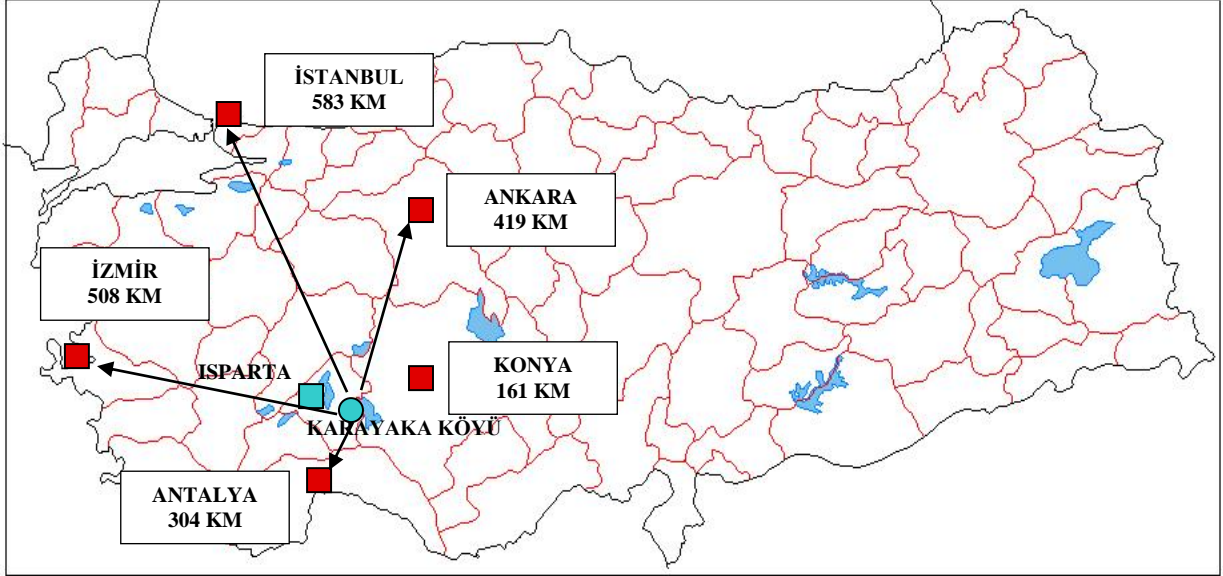 İSTANBUL
583 KM
ANKARA
419 KM
İZMİR
508 KM
KONYA
161 KM
ISPARTA
KARAYAKA KÖYÜ
ANTALYA
304 KM